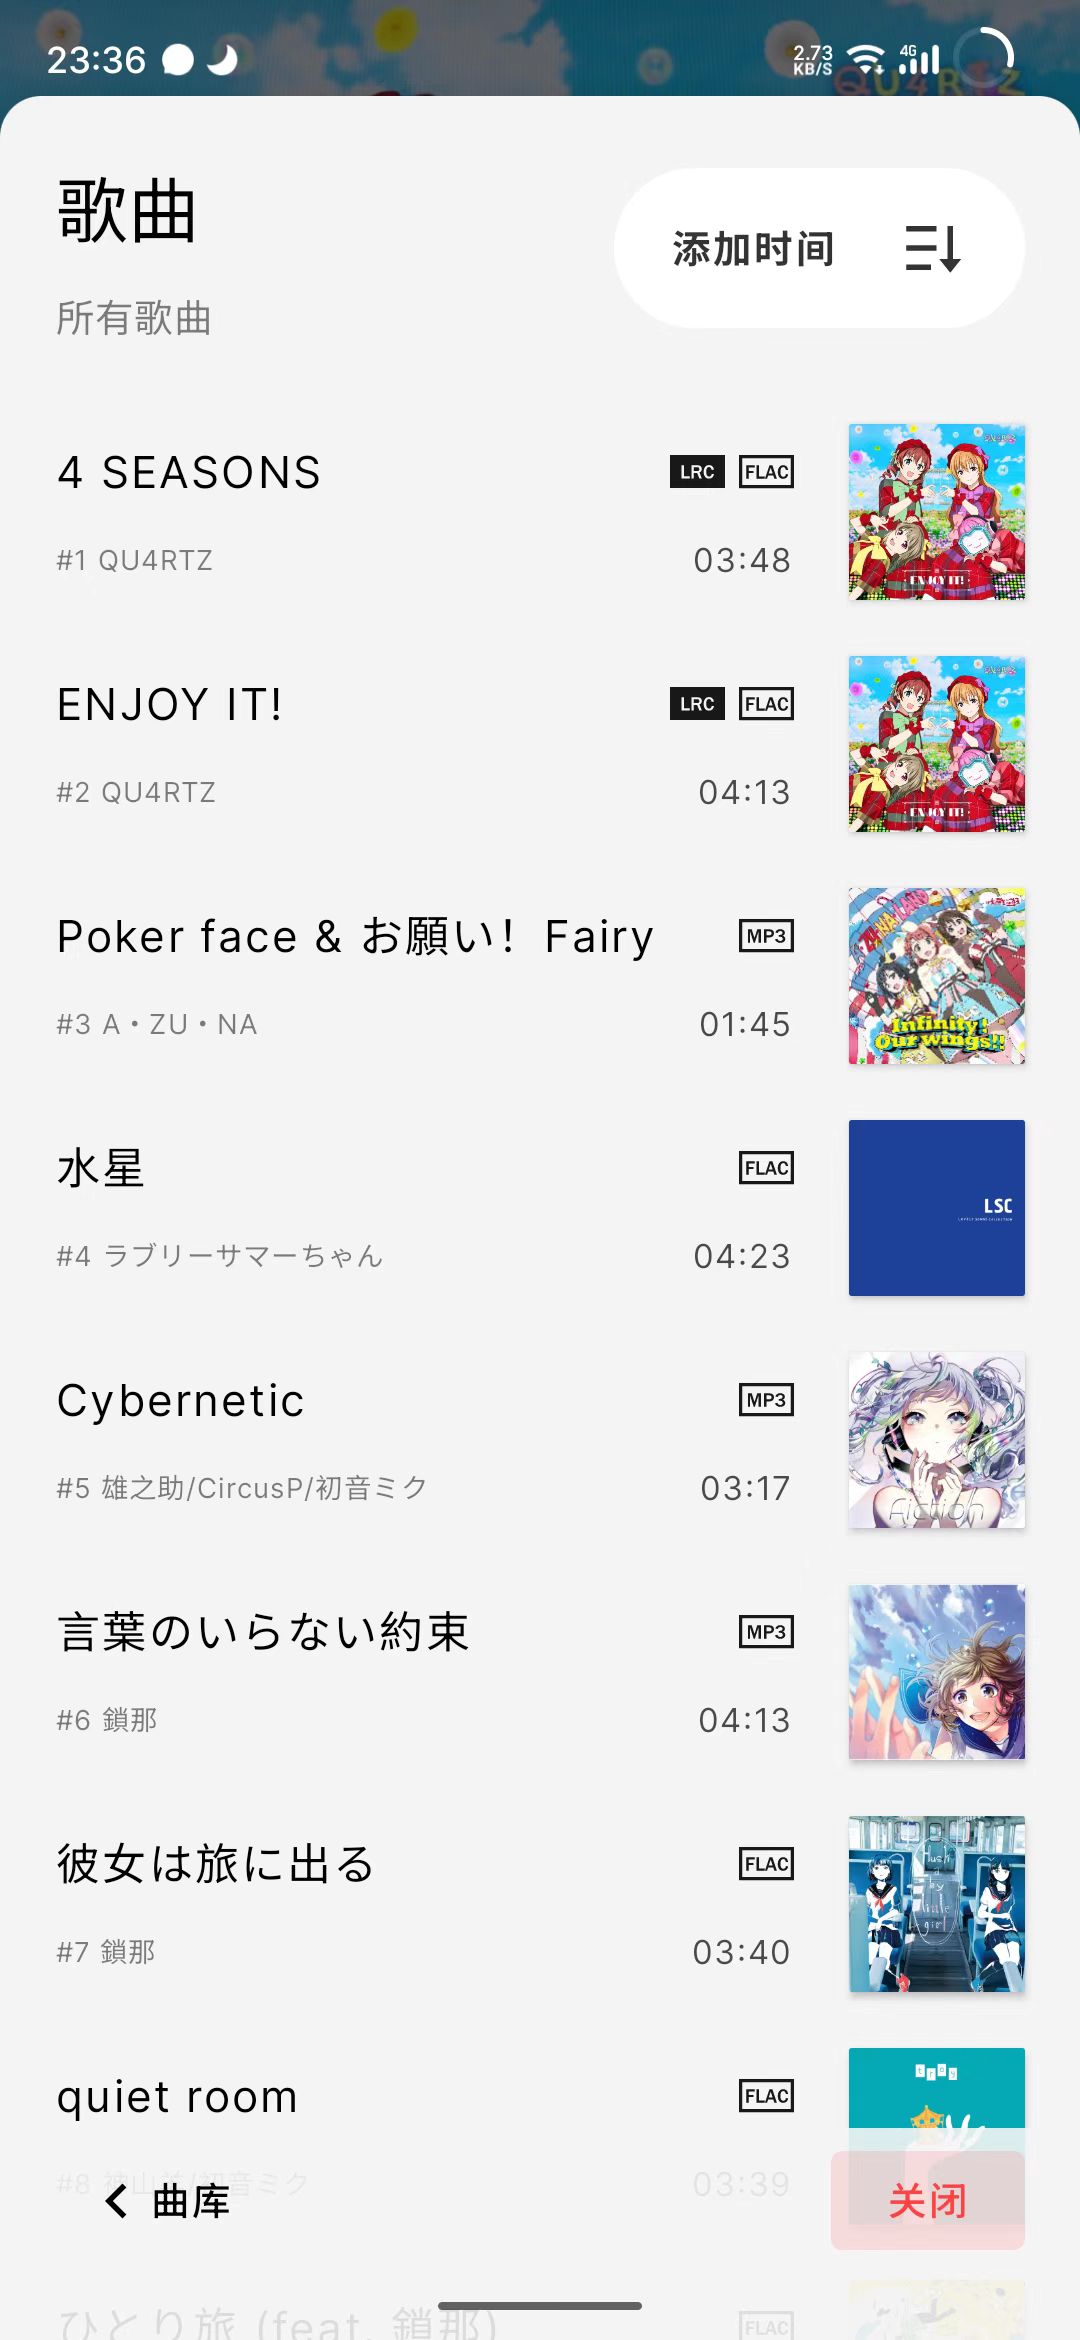 23:36
2.73 KB/S
4G
QU4RTZ
歌曲
添加时间
所有歌曲
4 SEASONS
LRC FLAC
#1 QU4RTZ
03:48
ENJOY IT!
ENJOY IT!
LRC FLAC
#2 QU4RTZ
04:13
ENJOY IT!
Poker face & お願い！Fairy
MP3
#3 A・ZU・NA
01:45
Infinity!
Our wings!!
水星
FLAC
#4 ラブリーサマーちゃん
04:23
LSC
Cybernetic
MP3
#5 雄之助/CircusP/初音ミク
03:17
Fiction
言葉のいらない約束
MP3
#6 鎖那
04:13
彼女は旅に出る
FLAC
#7 鎖那
03:40
Hush
a
by
little
girl
quiet room
FLAC
troy
03:39
曲库
关闭
ひとり旅 (feat. 鎖那)
FLAC